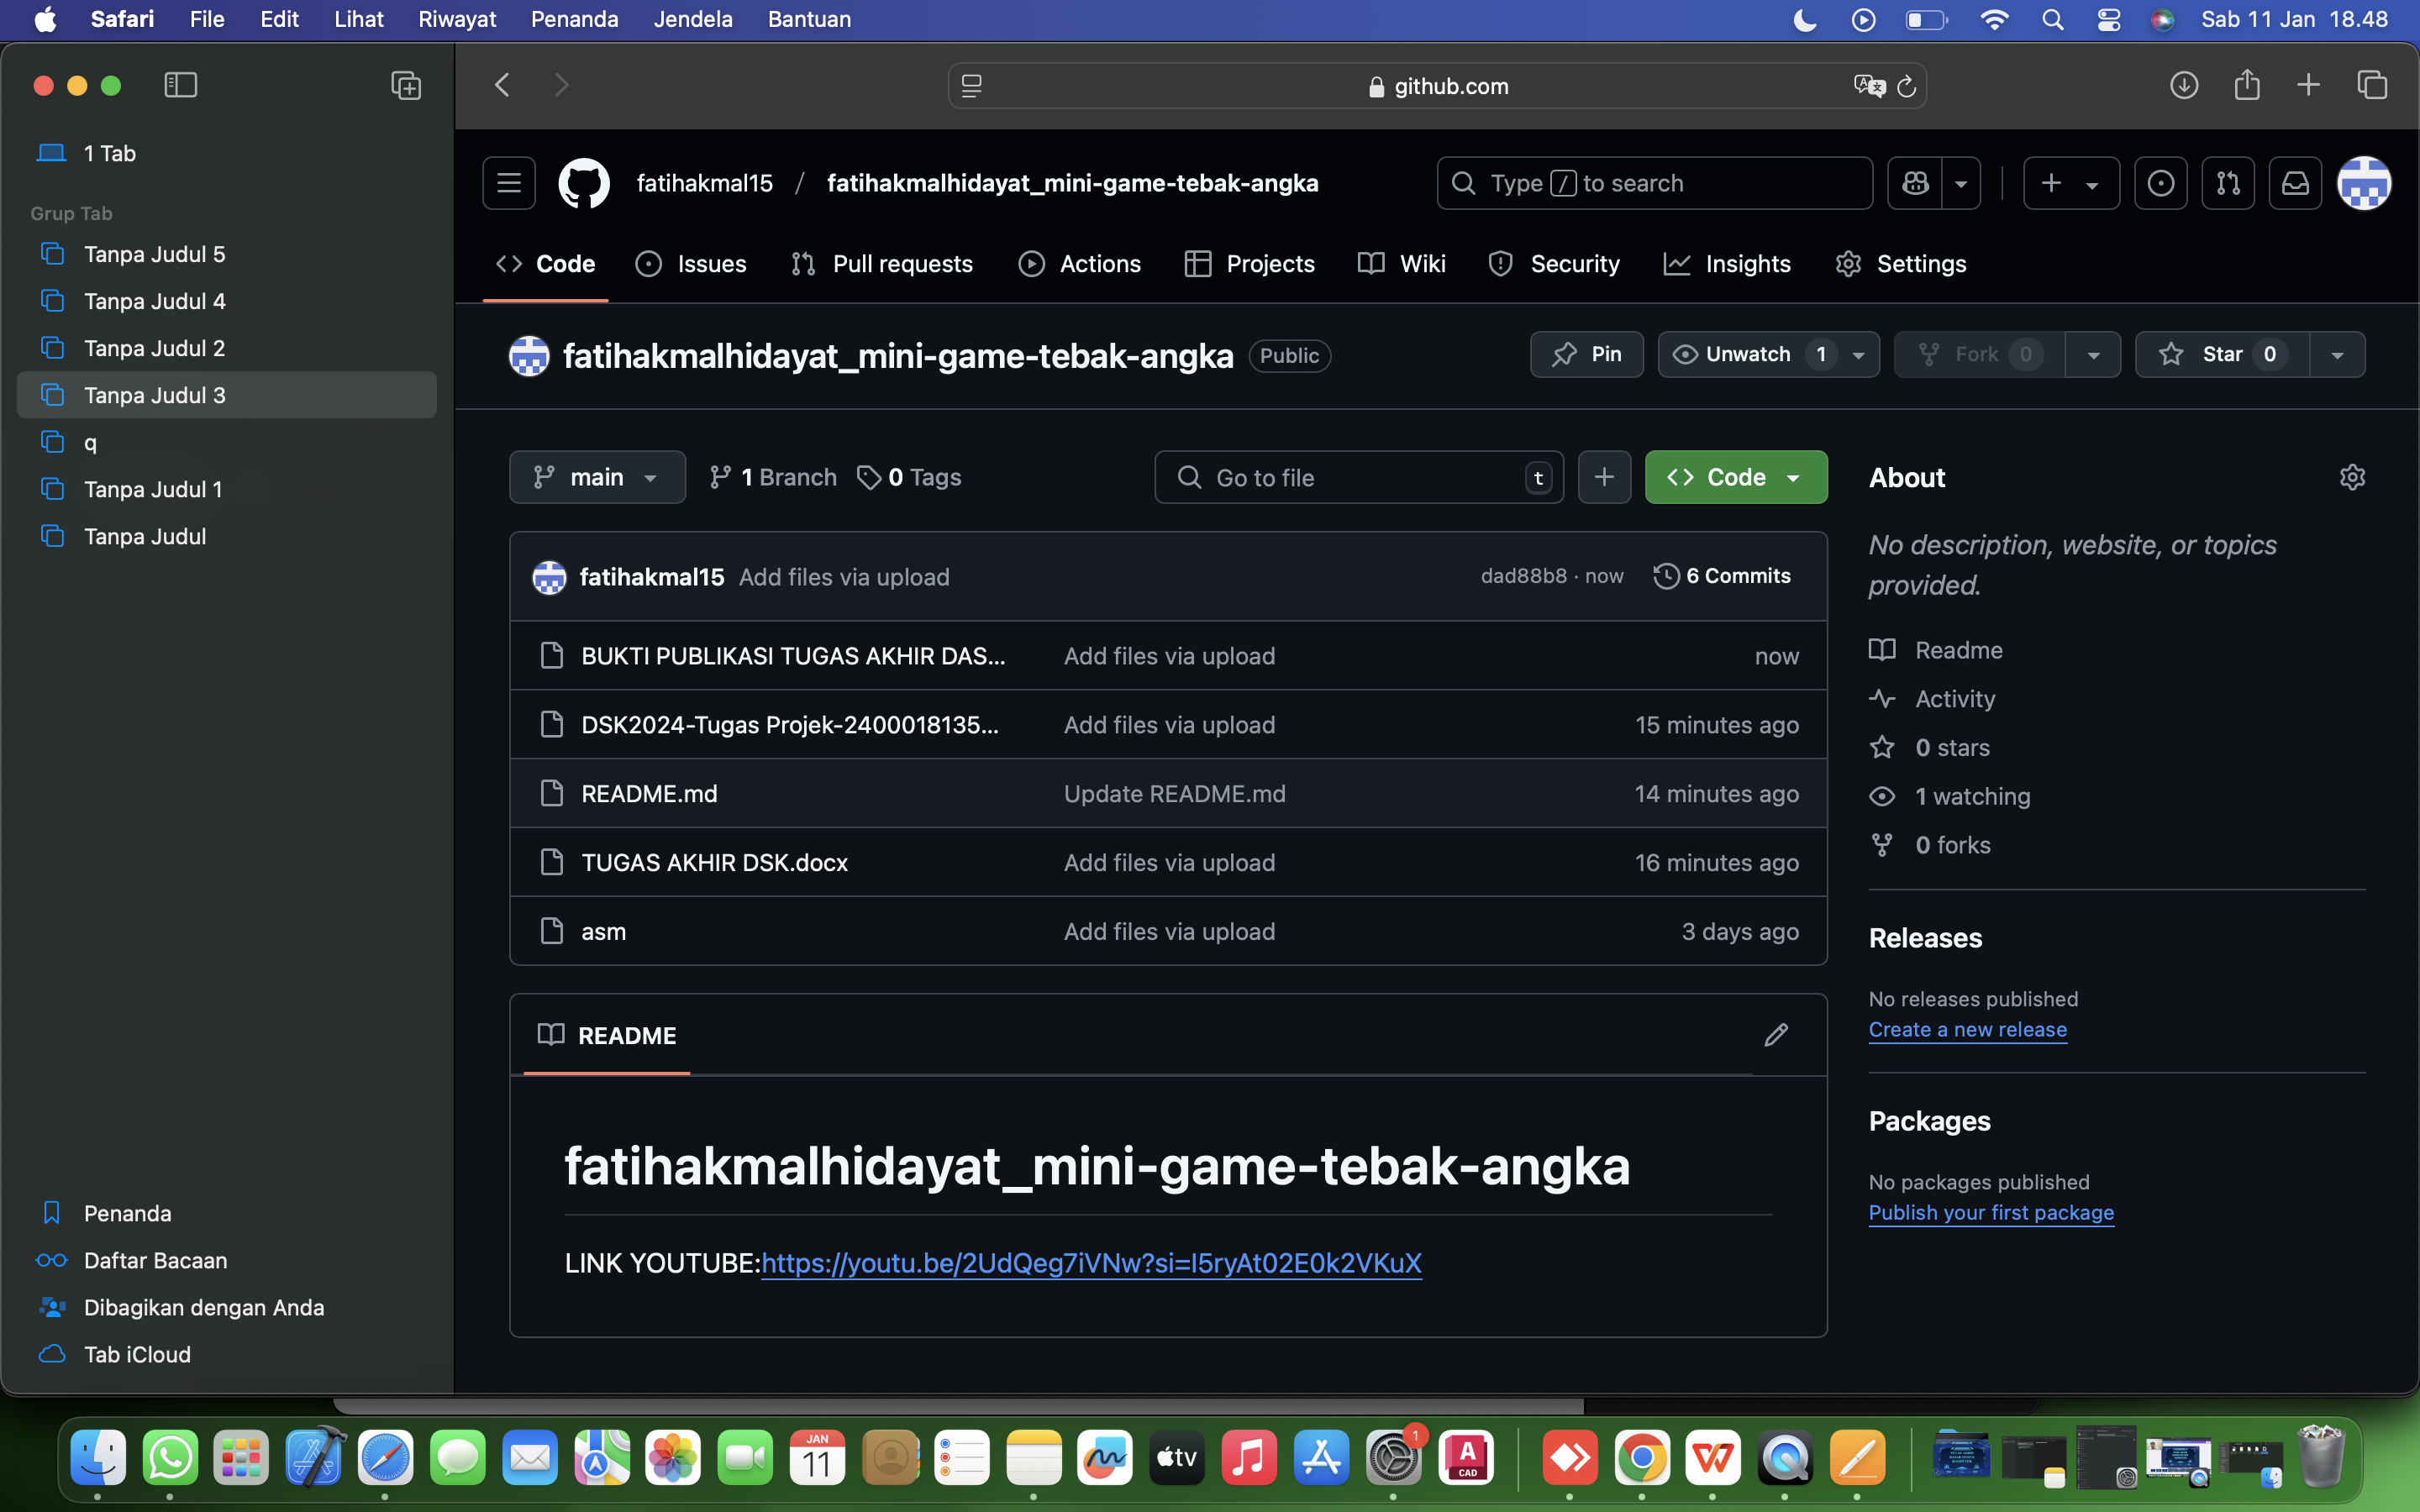 Safari File Edit Lihat Riwayat Penanda Jendela Bantuan Sab 11 Jan 18.48
github.com
1 Tab
Grup Tab
Tanpa Judul 5
Tanpa Judul 4
Tanpa Judul 2
Tanpa Judul 3
q
Tanpa Judul 1
Tanpa Judul
Penanda
Daftar Bacaan
Dibagikan dengan Anda
Tab iCloud
fatihakmal15 / fatihakmalhidayat_mini-game-tebak-angka Type / to search
Code Issues Pull requests Actions Projects Wiki Security Insights Settings
fatihakmalhidayat_mini-game-tebak-angka Public Pin Unwatch 1 Fork 0 Star 0
main 1 Branch 0 Tags Go to file t + Code
fatihakmal15 Add files via upload dad88b8 · now 6 Commits
BUKTI PUBLIKASI TUGAS AKHIR DAS... Add files via upload now
DSK2024-Tugas Projek-2400018135... Add files via upload 15 minutes ago
README.md Update README.md 14 minutes ago
TUGAS AKHIR DSK.docx Add files via upload 16 minutes ago
asm Add files via upload 3 days ago
README
fatihakmalhidayat_mini-game-tebak-angka
LINK YOUTUBE:https://youtu.be/2UdQeg7iVNw?si=I5ryAt02E0k2VKuX
About
No description, website, or topics
provided.
Readme
Activity
0 stars
1 watching
0 forks
Releases
No releases published
Create a new release
Packages
No packages published
Publish your first package
JAN
11
tv
1
A
CAD